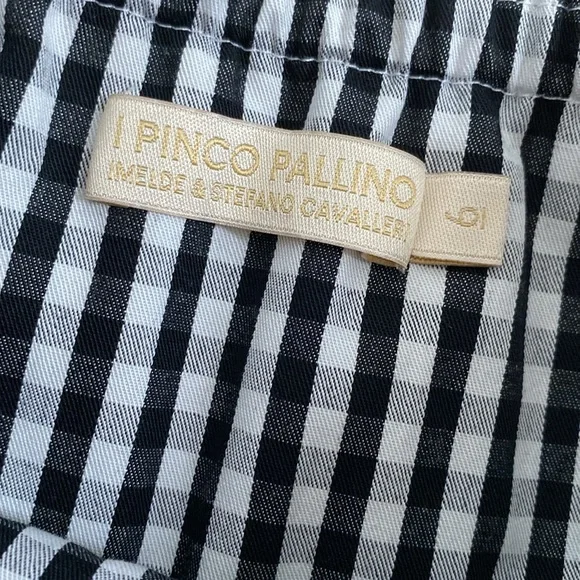 I PINCO PALLINO
IMELDE & STEFANO CAVALLERI
6